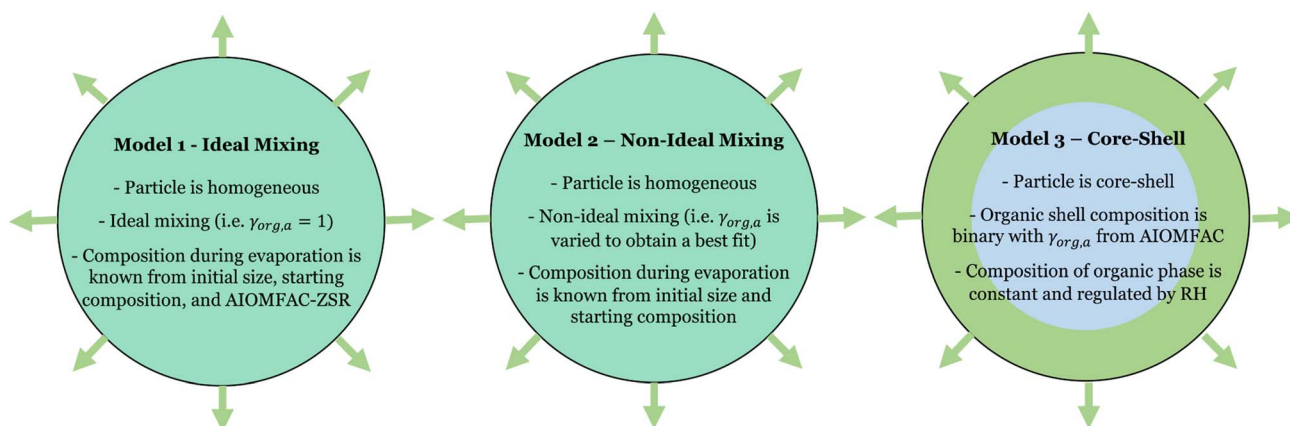 Model 1 - Ideal Mixing
- Particle is homogeneous
- Ideal mixing (i.e. γorg,a = 1)
- Composition during evaporation is
known from initial size, starting
composition, and AIOMFAC-ZSR
Model 2 – Non-Ideal Mixing
- Particle is homogeneous
- Non-ideal mixing (i.e. γorg,a is
varied to obtain a best fit)
- Composition during evaporation
is known from initial size and
starting composition
Model 3 – Core-Shell
- Particle is core-shell
- Organic shell composition is
binary with γorg,a from AIOMFAC
- Composition of organic phase is
constant and regulated by RH